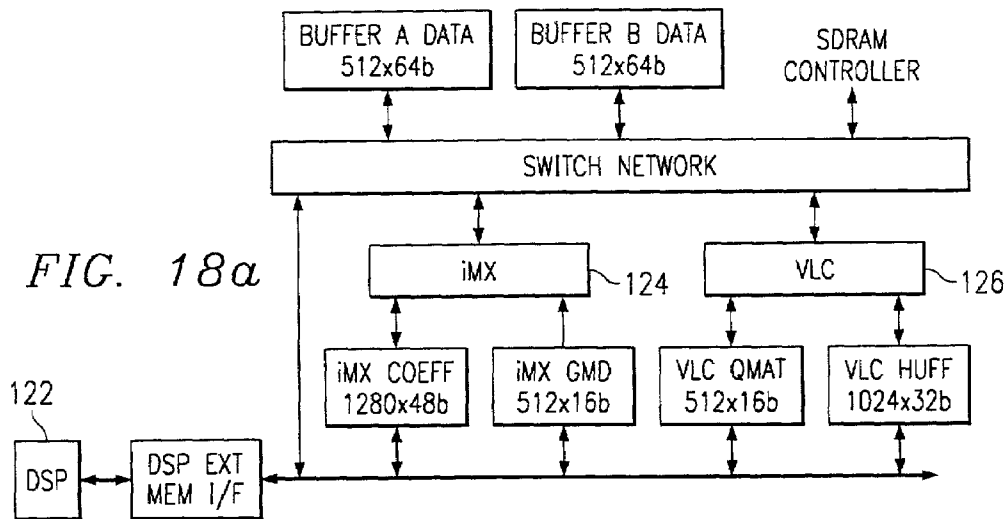 BUFFER A DATA
512x64b
BUFFER B DATA
512x64b
SDRAM
CONTROLLER
SWITCH NETWORK
FIG. 18a
iMX
124
VLC
126
iMX COEFF
1280x48b
iMX GMD
512x16b
VLC QMAT
512x16b
VLC HUFF
1024x32b
122
DSP
DSP EXT
MEM I/F